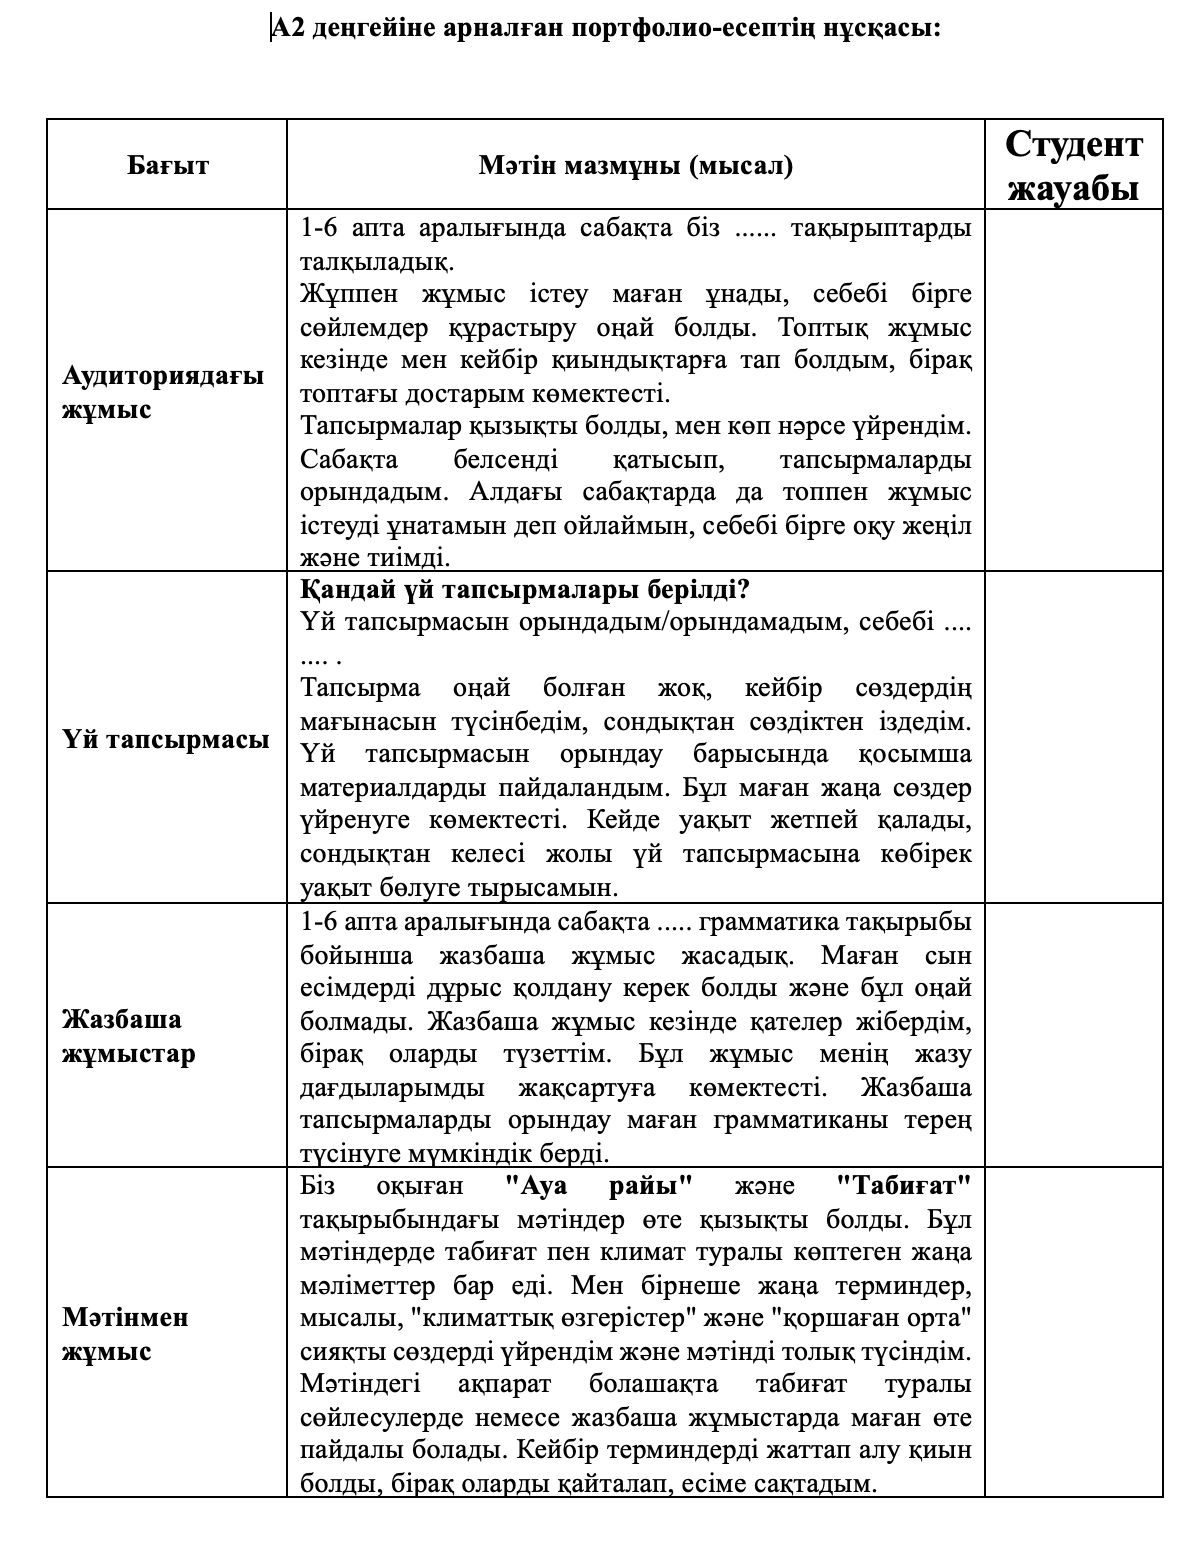 А2 деңгейіне арналған портфолио-есептің нұсқасы:
Бағыт
Мәтін мазмұны (мысал)
Студент
жауабы
Аудиториядағы
жұмыс
1-6 апта аралығында сабақта біз ...... тақырыптарды
талқыладық.
Жұппен жұмыс істеу маған ұнады, себебі бірге
сөйлемдер құрастыру оңай болды. Топтық жұмыс
кезінде мен кейбір қиындықтарға тап болдым, бірақ
топтағы достарым көмектесті.
Тапсырмалар қызықты болды, мен көп нәрсе үйрендім.
Сабақта белсенді қатысып, тапсырмаларды
орындадым. Алдағы сабақтарда да топпен жұмыс
істеуді ұнатамын деп ойлаймын, себебі бірге оқу жеңіл
және тиімді.
Үй тапсырмасы
Қандай үй тапсырмалары берілді?
Үй тапсырмасын орындадым/орындамадым, себебі ....
.... .
Тапсырма оңай болған жоқ, кейбір сөздердің
мағынасын түсінбедім, сондықтан сөздіктен іздедім.
Үй тапсырмасын орындау барысында қосымша
материалдарды пайдаландым. Бұл маған жаңа сөздер
үйренуге көмектесті. Кейде уақыт жетпей қалады,
сондықтан келесі жолы үй тапсырмасына көбірек
уақыт бөлуге тырысамын.
Жазбаша
жұмыстар
1-6 апта аралығында сабақта ..... грамматика тақырыбы
бойынша жазбаша жұмыс жасадық. Маған сын
есімдерді дұрыс қолдану керек болды және бұл оңай
болмады. Жазбаша жұмыс кезінде қателер жібердім,
бірақ оларды түзеттім. Бұл жұмыс менің жазу
дағдыларымды жақсартуға көмектесті. Жазбаша
тапсырмаларды орындау маған грамматиканы терең
түсінуге мүмкіндік берді.
Мәтінмен
жұмыс
Біз оқыған "Ауа райы" және "Табиғат"
тақырыбындағы мәтіндер өте қызықты болды. Бұл
мәтіндерде табиғат пен климат туралы көптеген жаңа
мәліметтер бар еді. Мен бірнеше жаңа терминдер,
мысалы, "климаттық өзгерістер" және "қоршаған орта"
сияқты сөздерді үйрендім және мәтінді толық түсіндім.
Мәтіндегі ақпарат болашақта табиғат туралы
сөйлесулерде немесе жазбаша жұмыстарда маған өте
пайдалы болады. Кейбір терминдерді жаттап алу қиын
болды, бірақ оларды қайталап, есіме сақтадым.